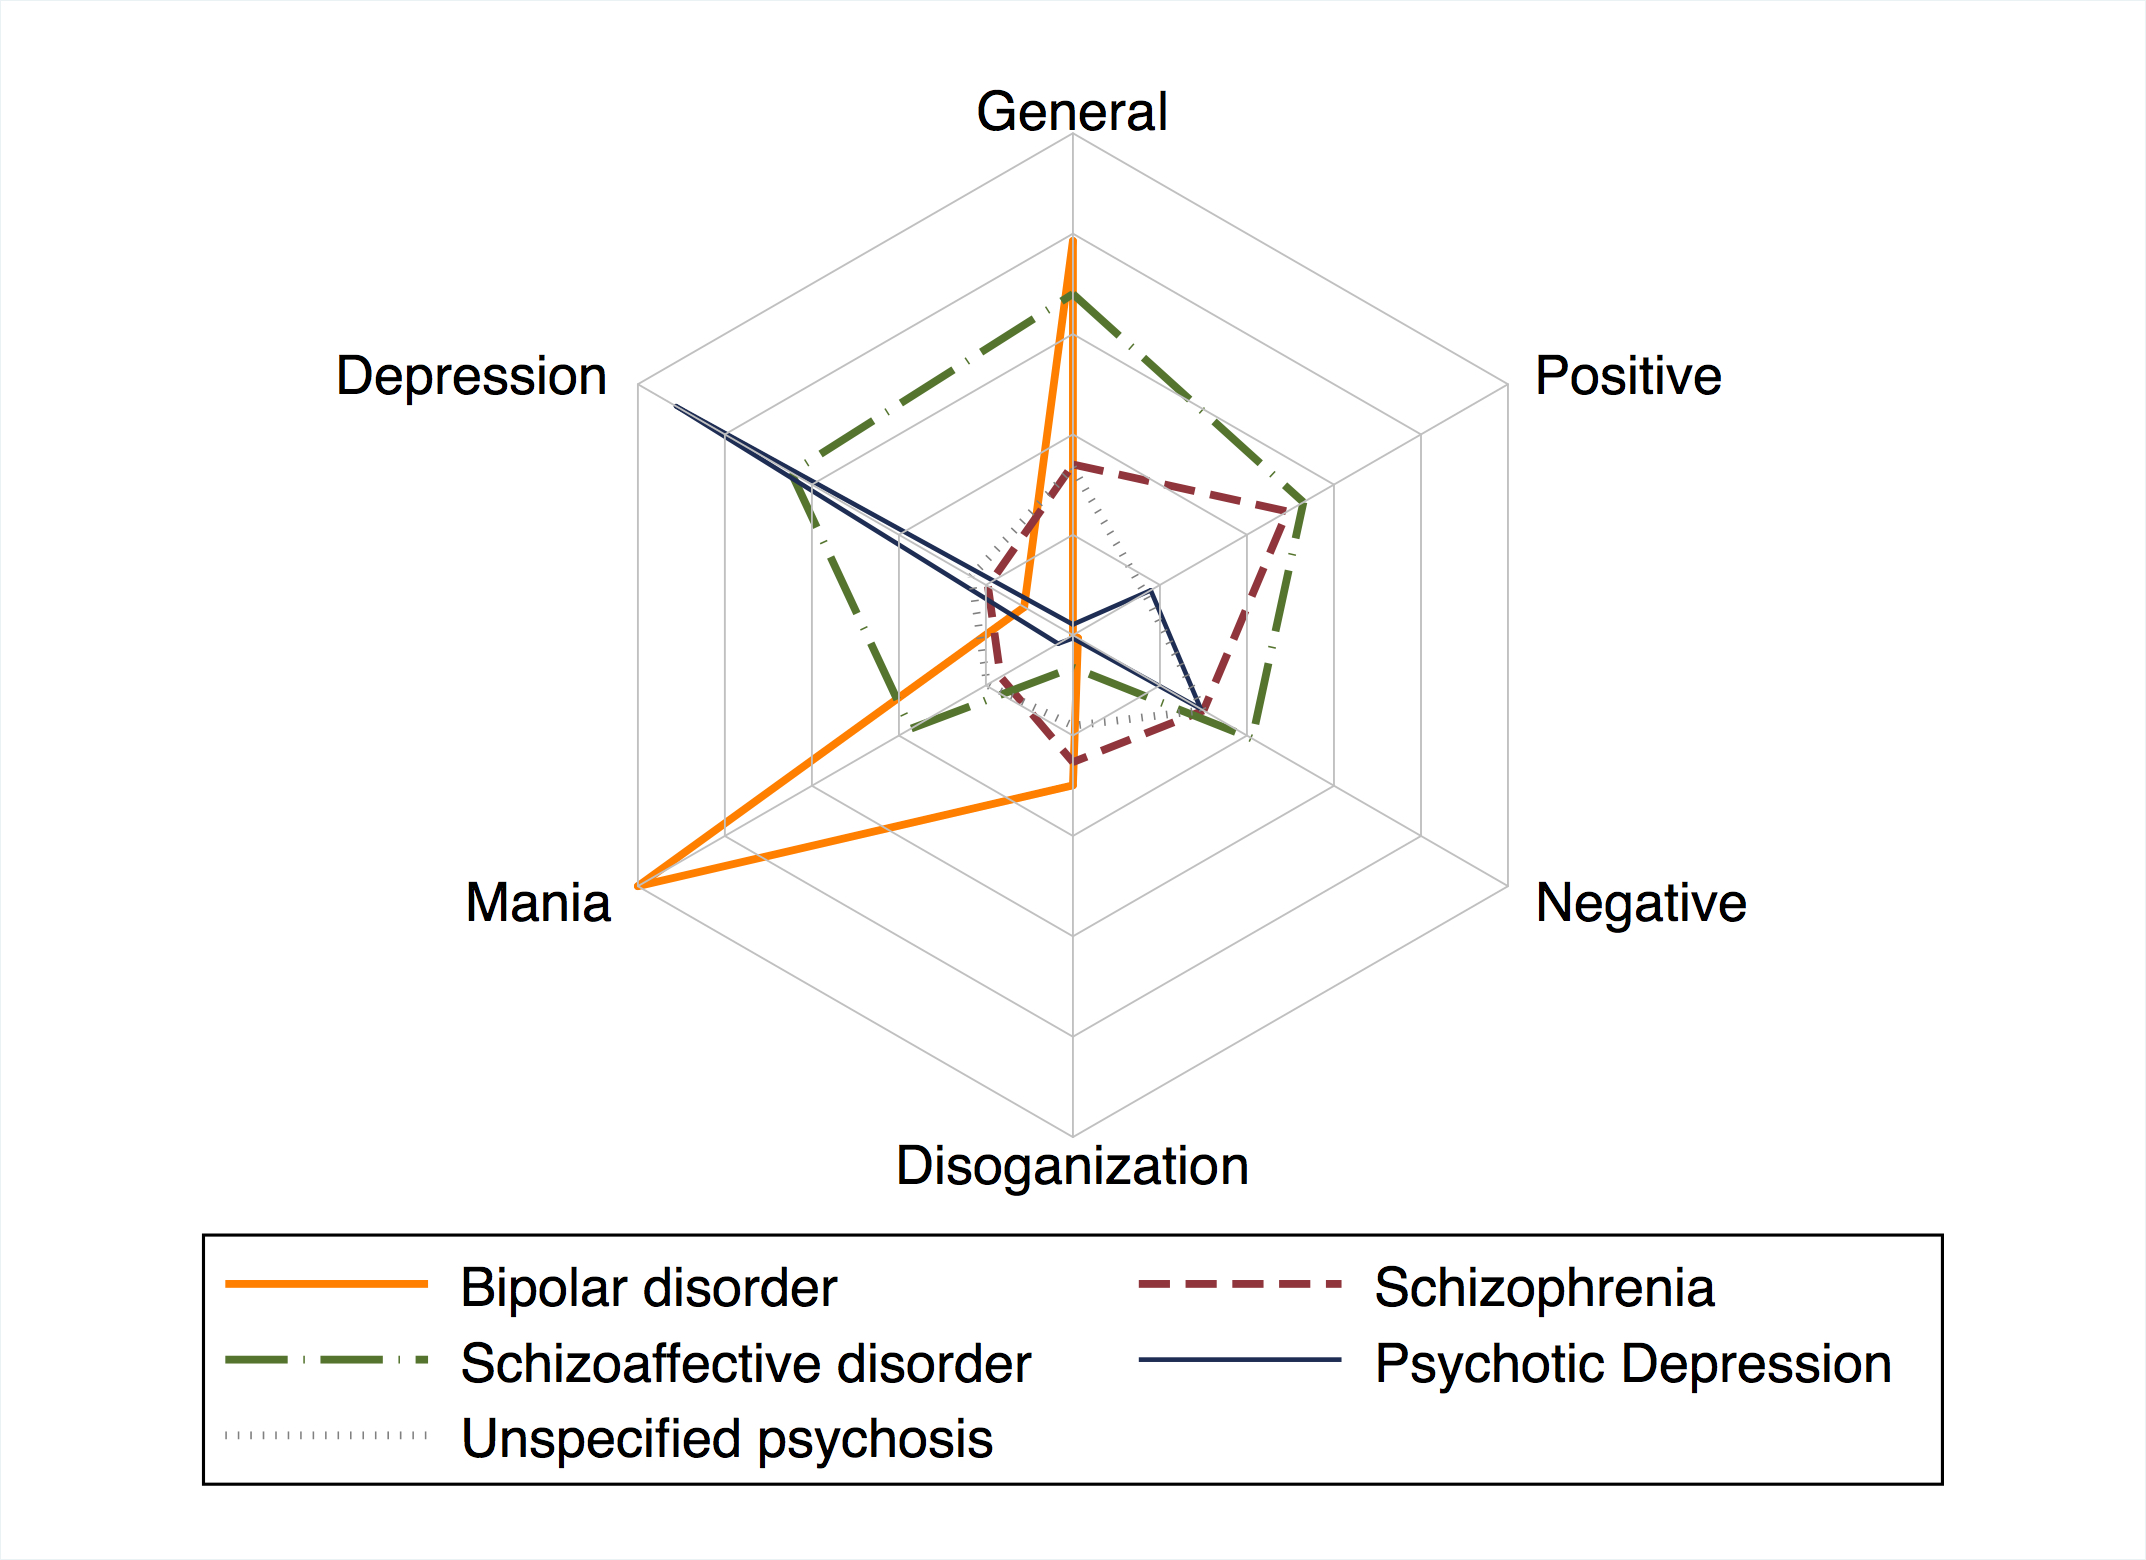 General
Depression
Positive
Mania
Negative
Disoganization
Bipolar disorder
Schizophrenia
Schizoaffective disorder
Psychotic Depression
Unspecified psychosis